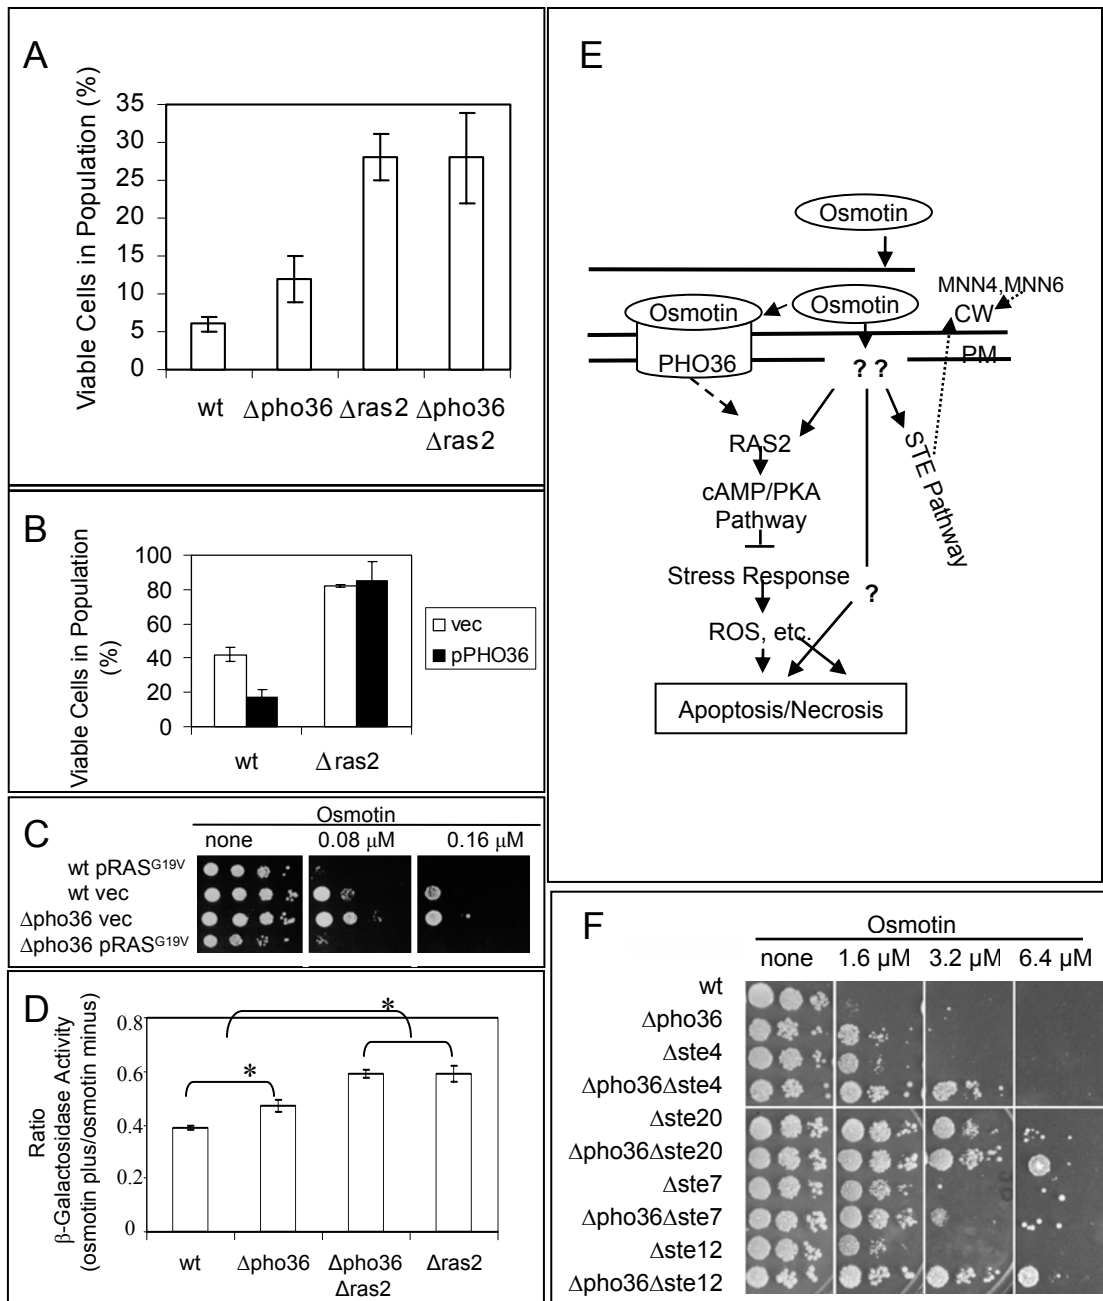 A
Viable Cells in Population (%)
35
30
25
20
15
10
5
0
wt Δpho36 Δras2 Δpho36
Δras2
B
Viable Cells in Population
(%)
100
80
60
40
20
0
wt Δras2
vec
pPHO36
C
Osmotin
none 0.08 µM 0.16 µM
wt pRAS^G19V
wt vec
Δpho36 vec
Δpho36 pRAS^G19V
D
Ratio
β-Galactosidase Activity
(osmotin plus/osmotin minus)
0.8
0.6
0.4
0.2
0
*
*
wt Δpho36 Δpho36 Δras2
Δras2
E
Osmotin
MNN4,MNN6
Osmotin Osmotin CW
PHO36 ? ? PM
RAS2
STE Pathway
cAMP/PKA
Pathway
Stress Response
?
ROS, etc.
Apoptosis/Necrosis
F
Osmotin
none 1.6 µM 3.2 µM 6.4 µM
wt
Δpho36
Δste4
Δpho36Δste4
Δste20
Δpho36Δste20
Δste7
Δpho36Δste7
Δste12
Δpho36Δste12